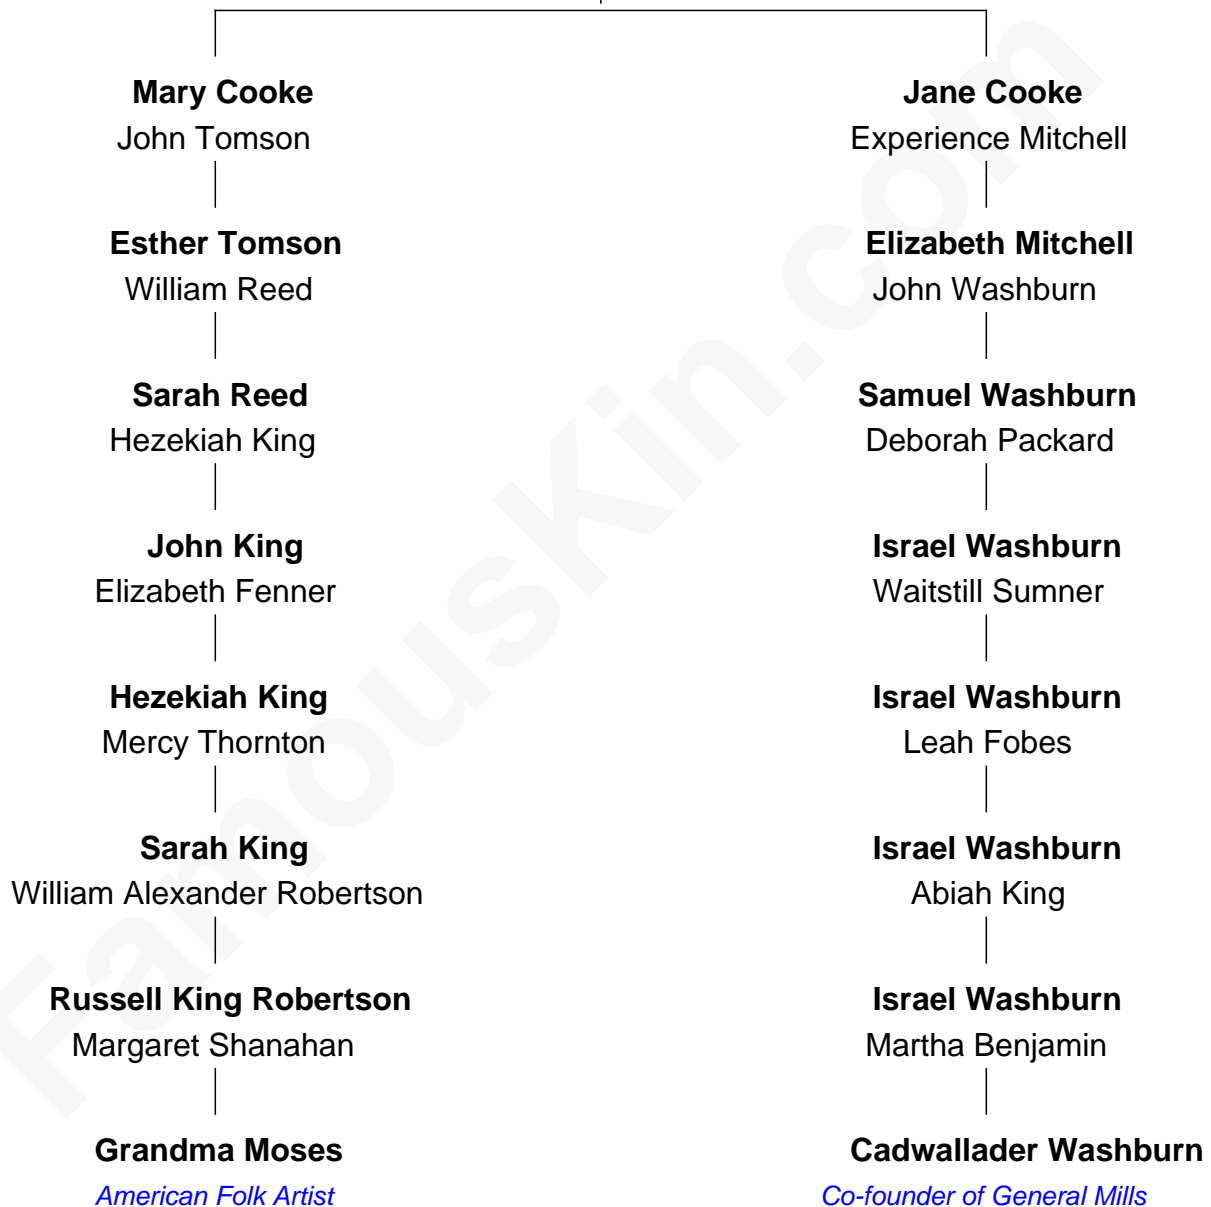 Mary Cooke
John Tomson
Jane Cooke
Experience Mitchell
Esther Tomson
William Reed
Elizabeth Mitchell
John Washburn
Sarah Reed
Hezekiah King
Samuel Washburn
Deborah Packard
John King
Elizabeth Fenner
Israel Washburn
Waitstill Sumner
Hezekiah King
Mercy Thornton
Israel Washburn
Leah Fobes
Sarah King
William Alexander Robertson
Israel Washburn
Abiah King
Russell King Robertson
Margaret Shanahan
Israel Washburn
Martha Benjamin
Grandma Moses
American Folk Artist
Cadwallader Washburn
Co-founder of General Mills
FamousKin.com